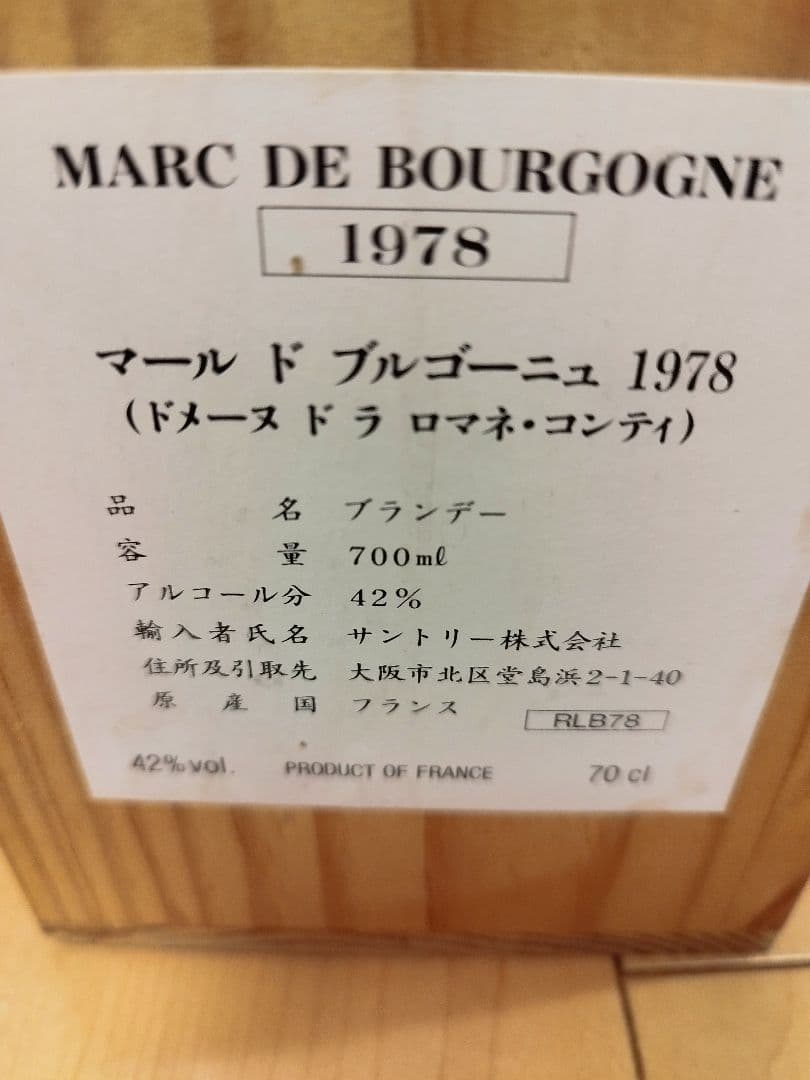 MARC DE BOURGOGNE
1978
マール ド ブルゴーニュ 1978
(ドメーヌ ド ラ ロマネ・コンティ)
品名 ブランデー
容量 700mℓ
アルコール分 42%
輸入者氏名 サントリー株式会社
住所及引取先 大阪市北区堂島浜2-1-40
原産国 フランス
RLB78
42%vol. PRODUCT OF FRANCE 70 cl